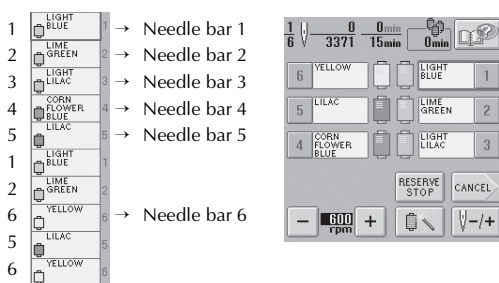 1 LIGHT BLUE 1 → Needle bar 1
2 LIME GREEN 2 → Needle bar 2
3 LIGHT LILAC 3 → Needle bar 3
4 CORN FLOWER BLUE 4 → Needle bar 4
5 LILAC 5 → Needle bar 5
1 LIGHT BLUE 1
2 LIME GREEN 2
6 YELLOW 6 → Needle bar 6
5 LILAC 5
6 YELLOW 6
1 0 0min
6 3371 15min 0min
6 YELLOW LIGHT BLUE 1
5 LILAC LIME GREEN 2
4 CORN FLOWER BLUE LIGHT LILAC 3
RESERVE STOP CANCEL
− 600 rpm + −/+